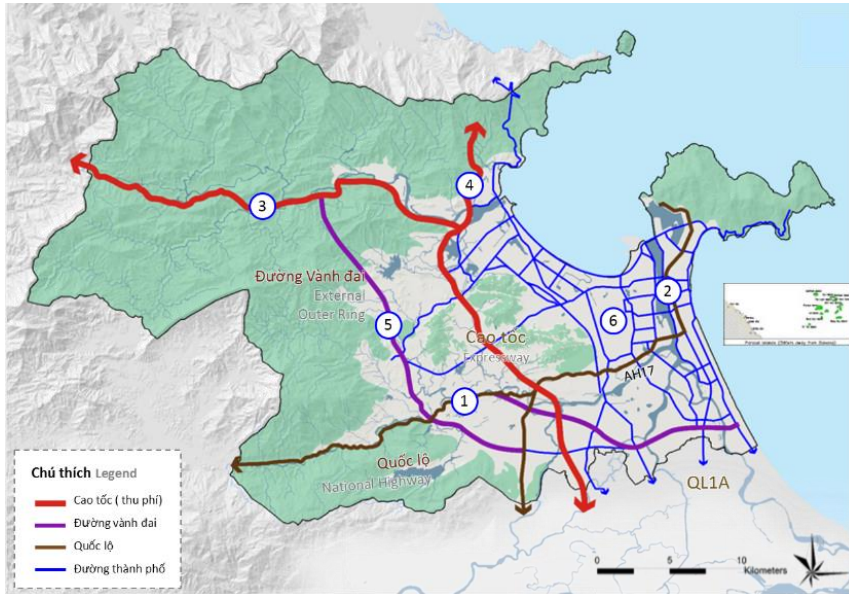 4
3
2
Đường Vành đai
External
Outer Ring
5
6
Cao tốc
Expressway
AH17
1
Quốc lộ
National Highway
QL1A
Chú thích Legend
Cao tốc ( thu phí)
Đường vành đai
Quốc lộ
Đường thành phố
0 5 10
Kilometers